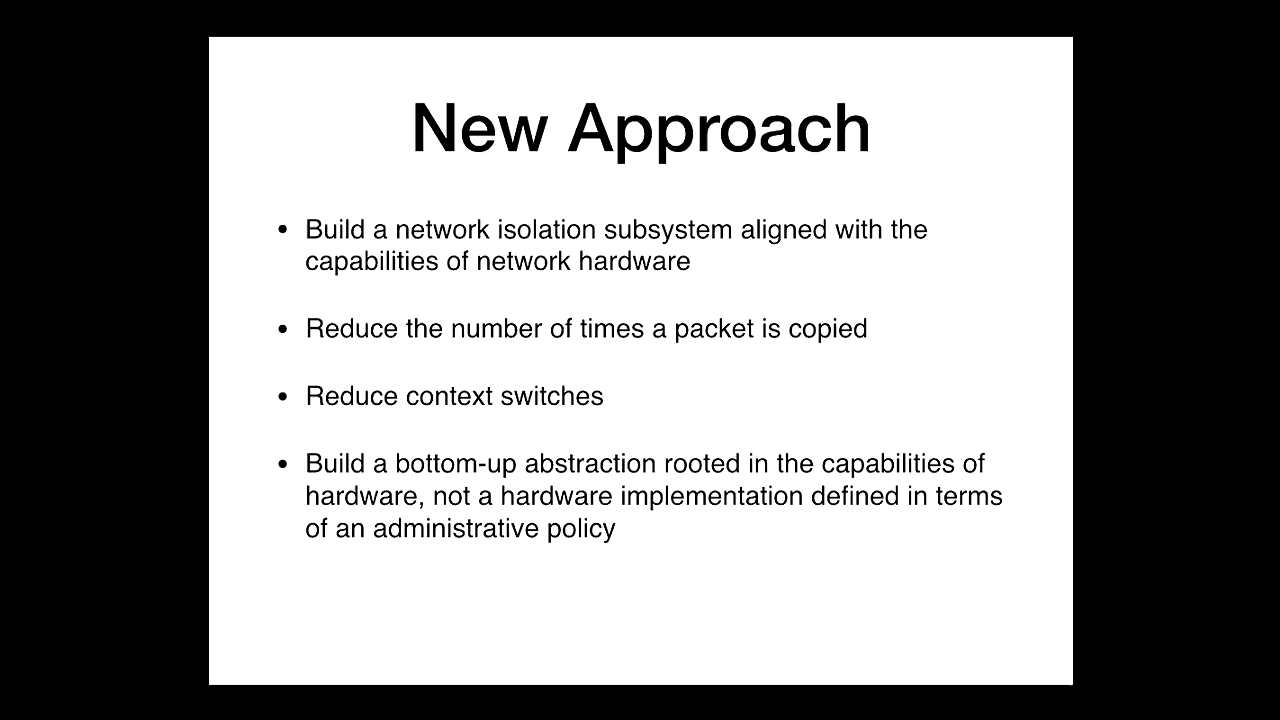 New Approach
• Build a network isolation subsystem aligned with the
capabilities of network hardware
• Reduce the number of times a packet is copied
• Reduce context switches
• Build a bottom-up abstraction rooted in the capabilities of
hardware, not a hardware implementation defined in terms
of an administrative policy